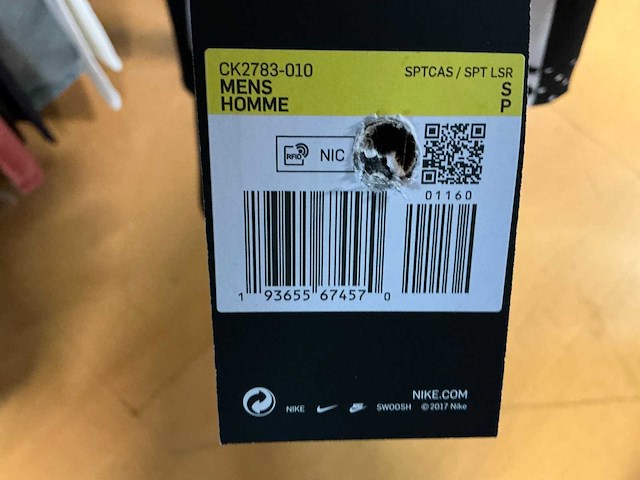 CK2783-010 SPTCAS / SPT LSR
MENS S
HOMME P
RFID NIC
01160
1 93655 67457 0
NIKE.COM
NIKE SWOOSH ©2017 Nike